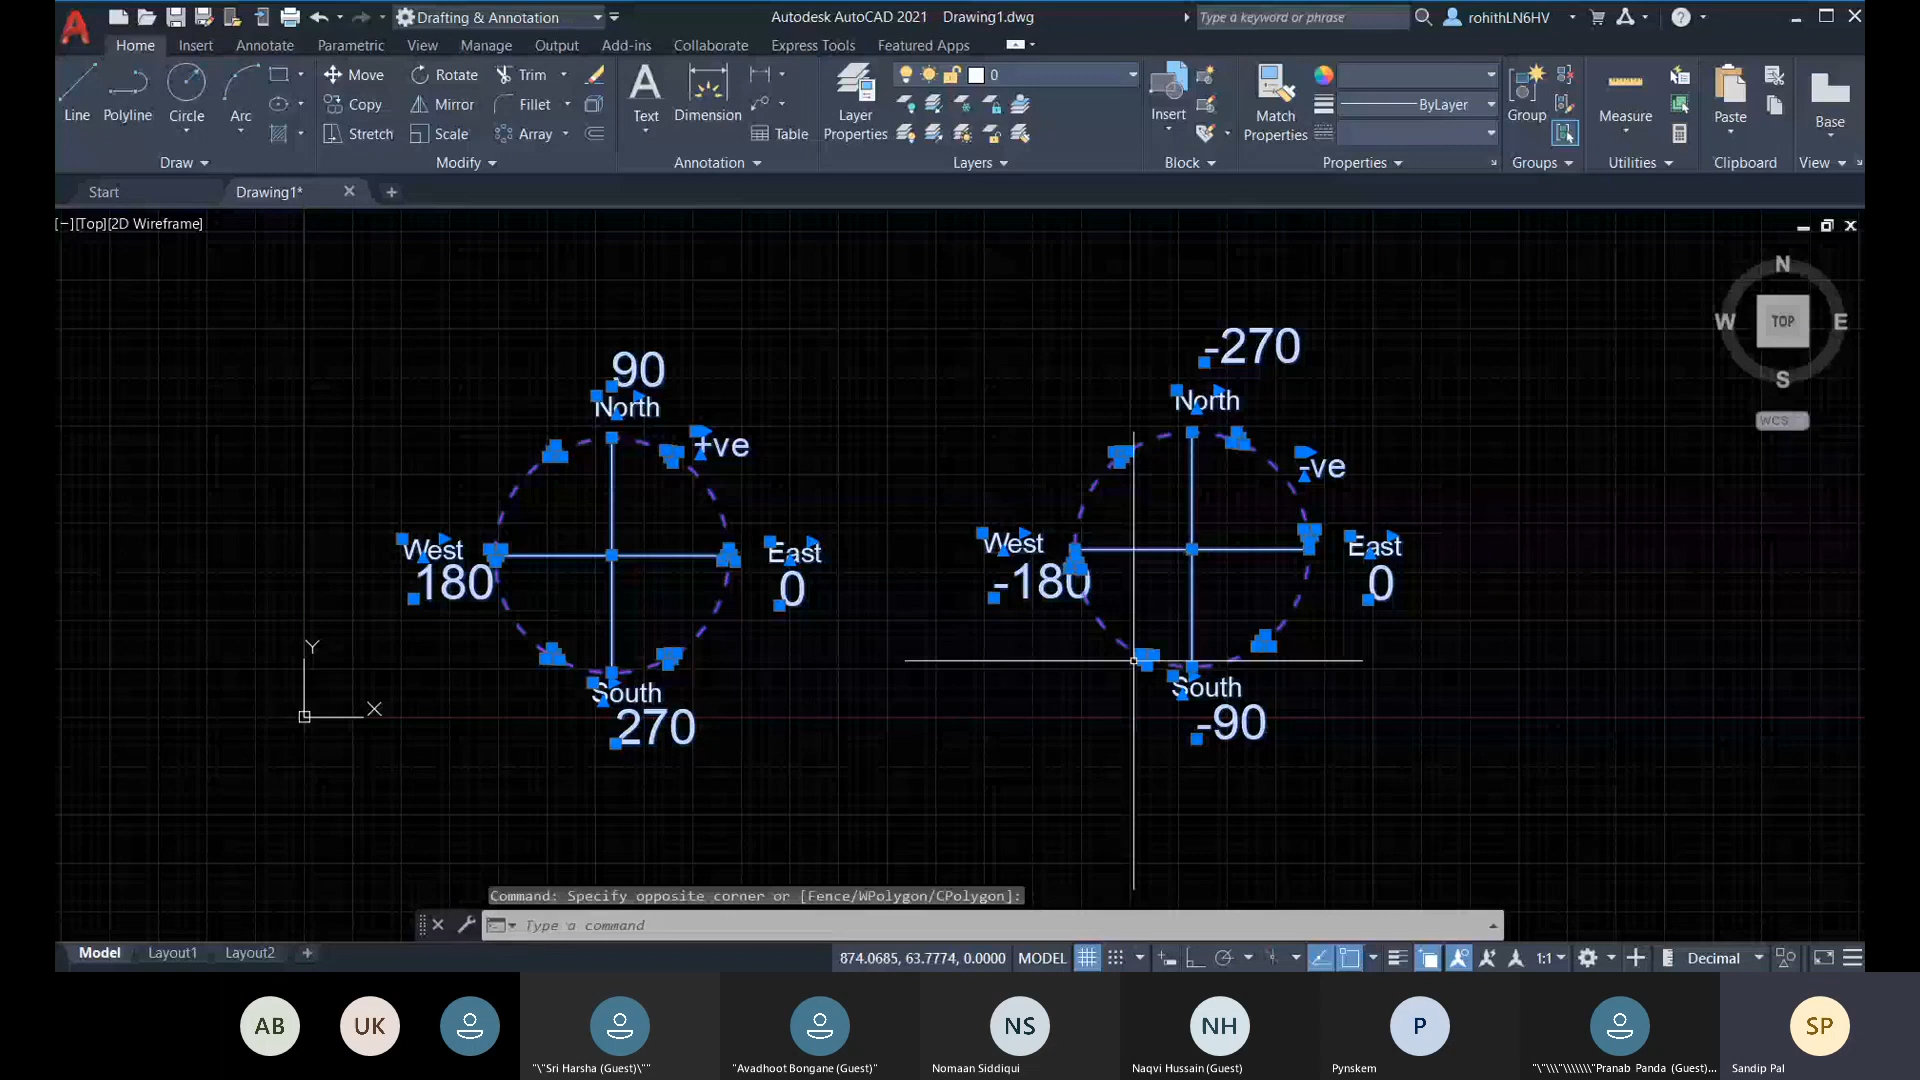 Drafting & Annotation
Autodesk AutoCAD 2021 Drawing1.dwg
Type a keyword or phrase
rohithLN6HV
Home Insert Annotate Parametric View Manage Output Add-ins Collaborate Express Tools Featured Apps
Line Polyline Circle Arc
Move Rotate Trim
Copy Mirror Fillet
Stretch Scale Array
Text Dimension Table
Layer Properties
0
Insert
Match Properties
ByLayer
Group
Measure
Paste
Base
Draw Modify Annotation Layers Block Properties Groups Utilities Clipboard View
Start Drawing1*
[−][Top][2D Wireframe]
N
W TOP E
S
WCS
90
North
+ve
West
180
East
0
South
270
-270
North
-ve
West
-180
East
0
South
-90
Y
X
Command: Specify opposite corner or [Fence/WPolygon/CPolygon]:
Type a command
Model Layout1 Layout2
874.0685, 63.7774, 0.0000 MODEL
1:1
Decimal
AB UK NS NH P SP
"\"Sri Harsha (Guest)\""
"Avadhoot Bongane (Guest)"
Nomaan Siddiqui
Naqvi Hussain (Guest)
Pynskem
"\"\\\"\\\\\\\"Pranab Panda (Guest)...
Sandip Pal